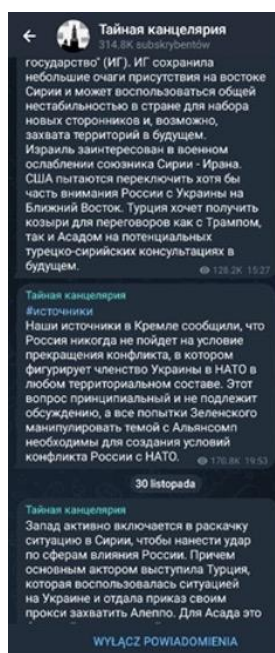 Тайная канцелярия
314.8K subskrybentów
государство" (ИГ). ИГ сохранила
небольшие очаги присутствия на востоке
Сирии и может воспользоваться общей
нестабильностью в стране для набора
новых сторонников и, возможно,
захвата территорий в будущем.
Израиль заинтересован в военном
ослаблении союзника Сирии - Ирана.
США пытаются переключить хотя бы
часть внимания России с Украины на
Ближний Восток. Турция хочет получить
козыри для переговоров как с Трампом,
так и Асадом на потенциальных
турецко-сирийских консультациях в
будущем.
128.2K 15:27
Тайная канцелярия
#источники
Наши источники в Кремле сообщили, что
Россия никогда не пойдет на условие
прекращения конфликта, в котором
фигурирует членство Украины в НАТО в
любом территориальном составе. Этот
вопрос принципиальный и не подлежит
обсуждению, а все попытки Зеленского
манипулировать темой с Альянсомп
необходимы для создания условий
конфликта России с НАТО.
170.8K 19:53
30 listopada
Тайная канцелярия
Запад активно включается в раскачку
ситуацию в Сирии, чтобы нанести удар
по сферам влияния России. Причем
основным актором выступила Турция,
которая воспользовалась ситуацией
на Украине и отдала приказ своим
прокси захватить Алеппо. Для Асада это
WYŁĄCZ POWIADOMIENIA